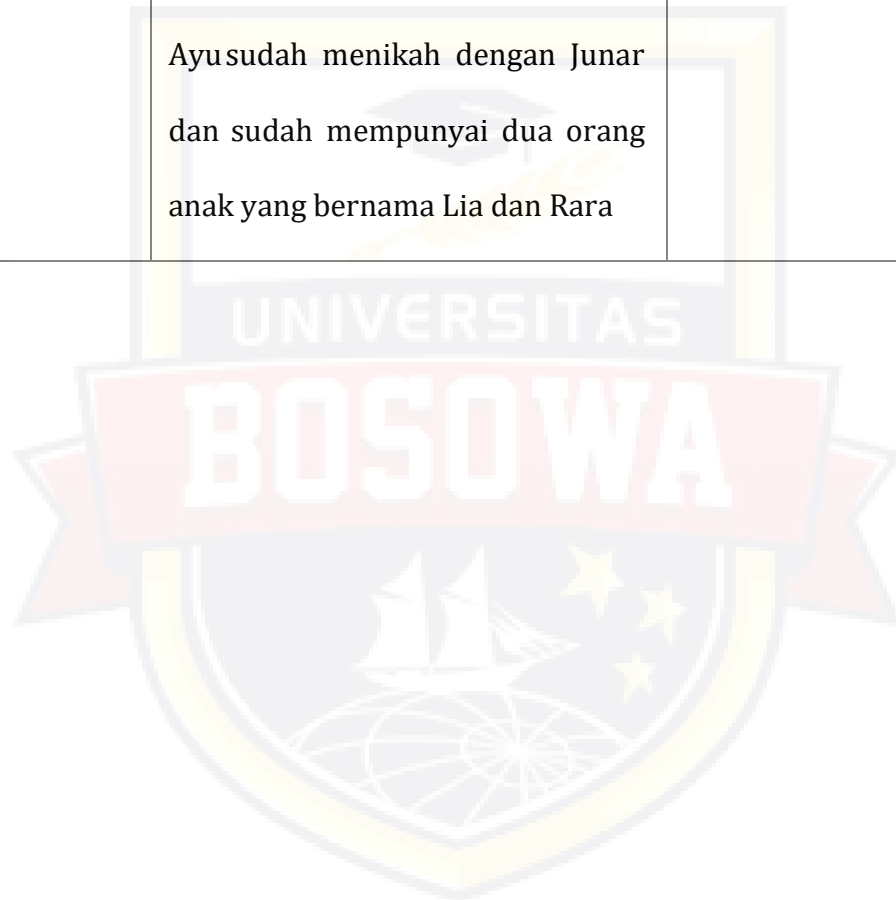 Ayu sudah menikah dengan Junar
dan sudah mempunyai dua orang
anak yang bernama Lia dan Rara
UNIVERSITAS
BOSOWA